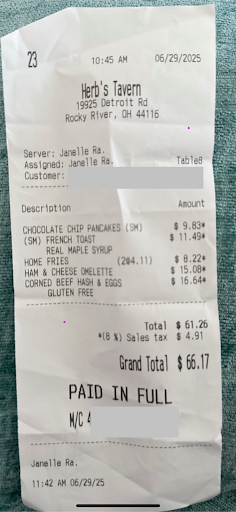 23 10:45 AM 06/29/2025
Herb's Tavern
19925 Detroit Rd
Rocky River, OH 44116
Server: Janelle Ra.
Assigned: Janelle Ra. Table8
Customer:
Description Amount
CHOCOLATE CHIP PANCAKES (SM) $ 9.83*
(SM) FRENCH TOAST $ 11.49*
REAL MAPLE SYRUP
HOME FRIES (2@4.11) $ 8.22*
HAM & CHEESE OMELETTE $ 15.08*
CORNED BEEF HASH & EGGS $ 16.64*
GLUTEN FREE
Total $ 61.26
*(8 %) Sales tax $ 4.91
Grand Total $ 66.17
PAID IN FULL
M/C 4
Janelle Ra.
11:42 AM 06/29/25